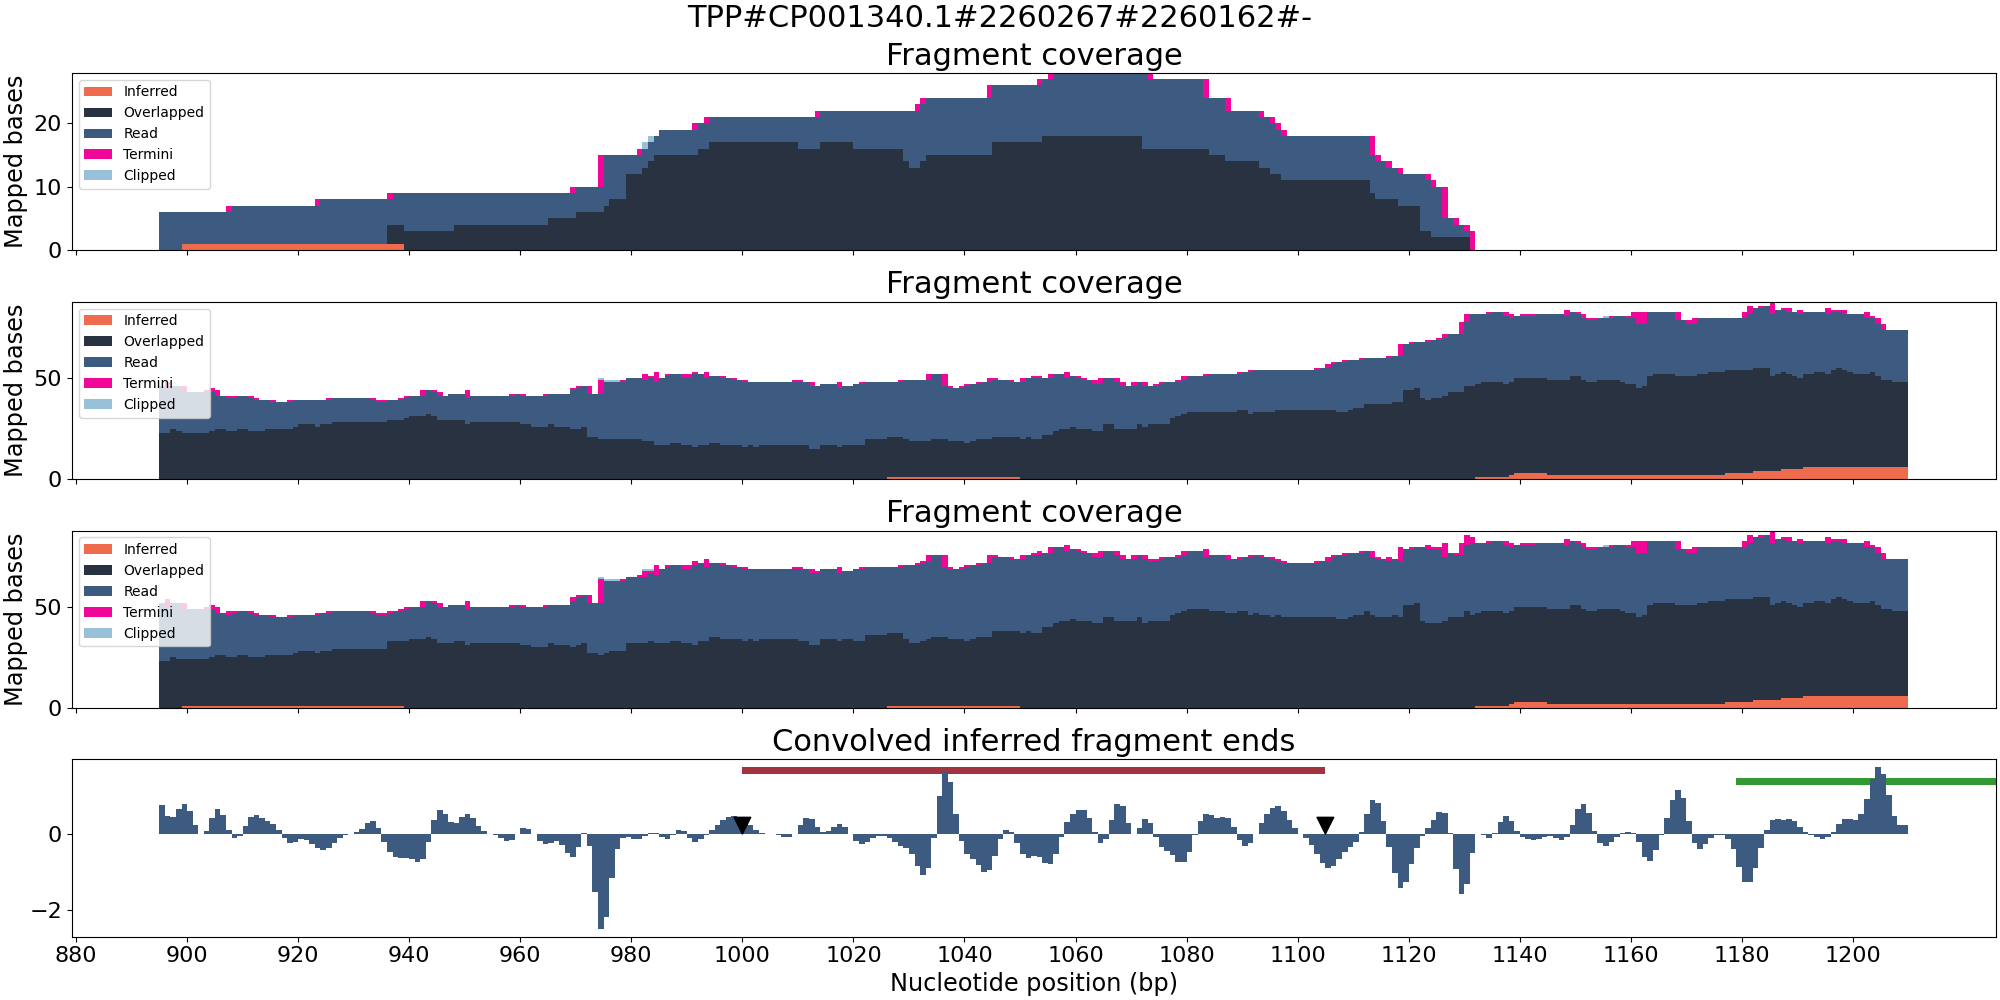 TPP#CP001340.1#2260267#2260162#-
Fragment coverage
Mapped bases
20
10
0
Inferred
Overlapped
Read
Termini
Clipped
Fragment coverage
Mapped bases
50
0
Inferred
Overlapped
Read
Termini
Clipped
Fragment coverage
Mapped bases
50
0
Inferred
Overlapped
Read
Termini
Clipped
Convolved inferred fragment ends
0
−2
880 900 920 940 960 980 1000 1020 1040 1060 1080 1100 1120 1140 1160 1180 1200
Nucleotide position (bp)